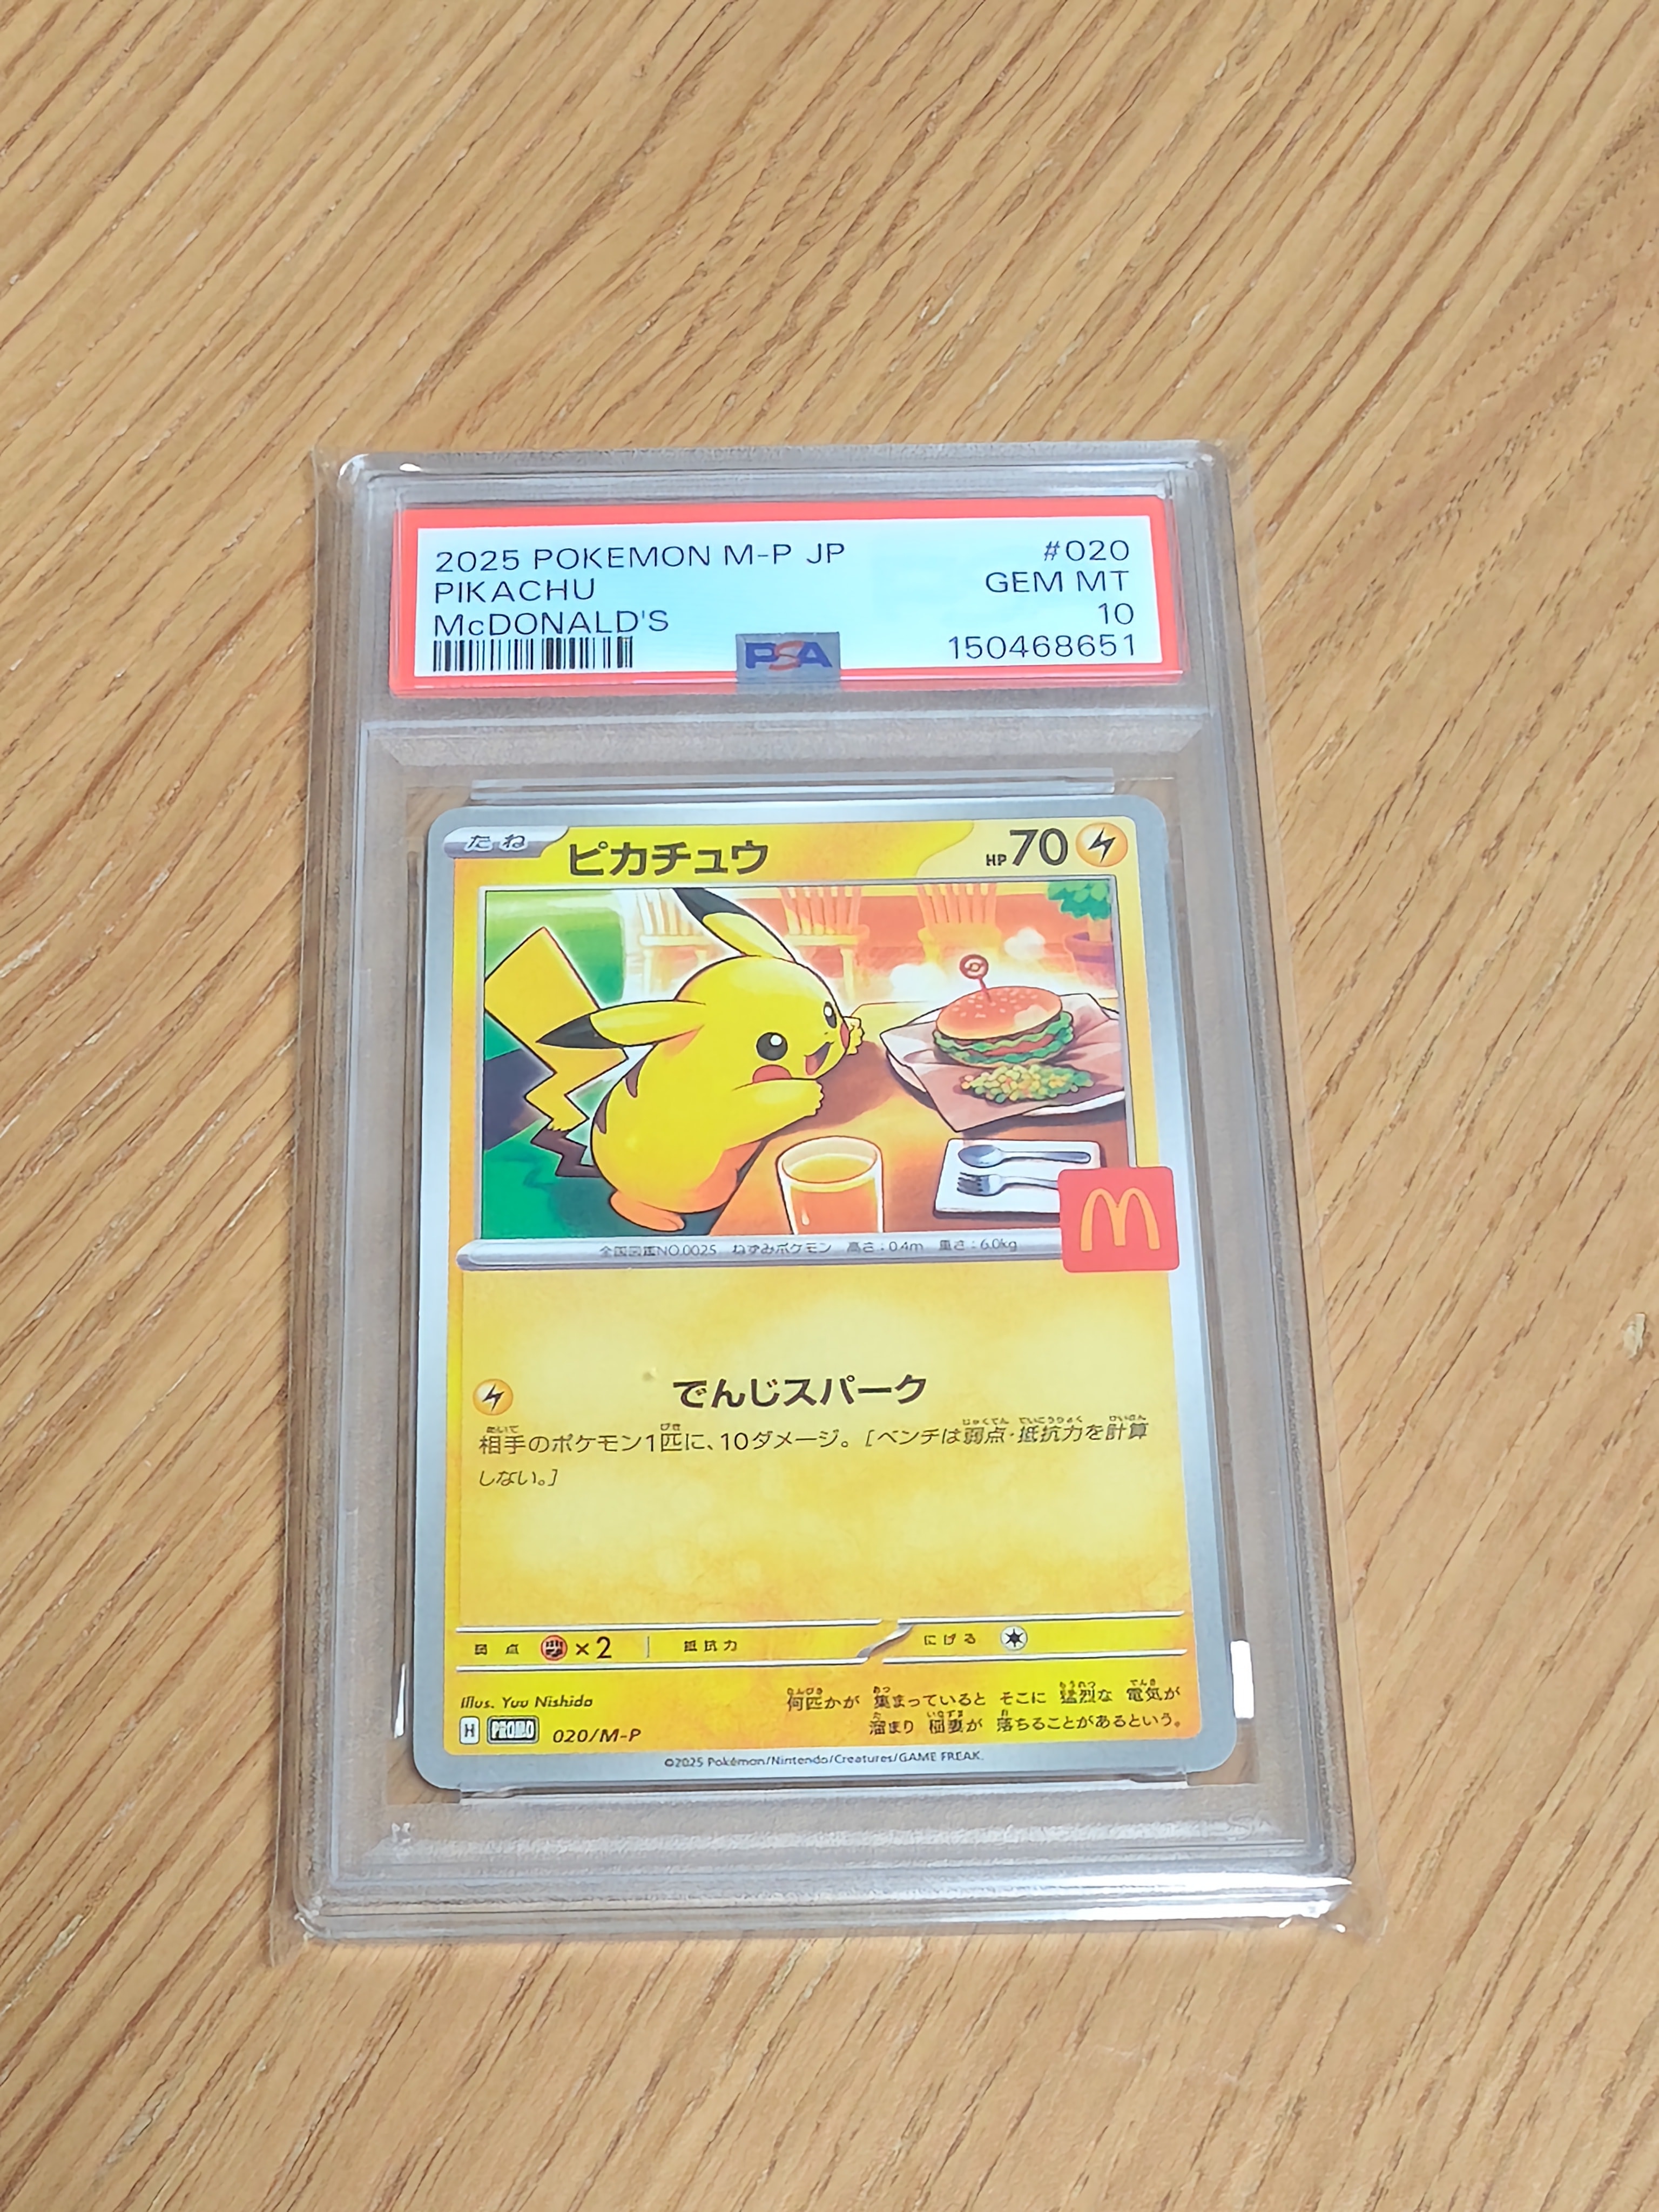 2025 POKEMON M-P JP #020
PIKACHU GEM MT
McDONALD'S 10
PSA 150468651
たね ピカチュウ HP70
全国図鑑NO.0025 ねずみポケモン 高さ:0.4m 重さ:6.0kg
でんじスパーク
相手のポケモン1匹に、10ダメージ。[ベンチは弱点・抵抗力を計算
しない。]
弱点 ×2 抵抗力 にげる
Illus. Yuu Nishida
何匹かが 集まっていると そこに 猛烈な 電気が
溜まり 稲妻が 落ちることがあるという。
H PROMO 020/M-P
©2025 Pokémon/Nintendo/Creatures/GAME FREAK.